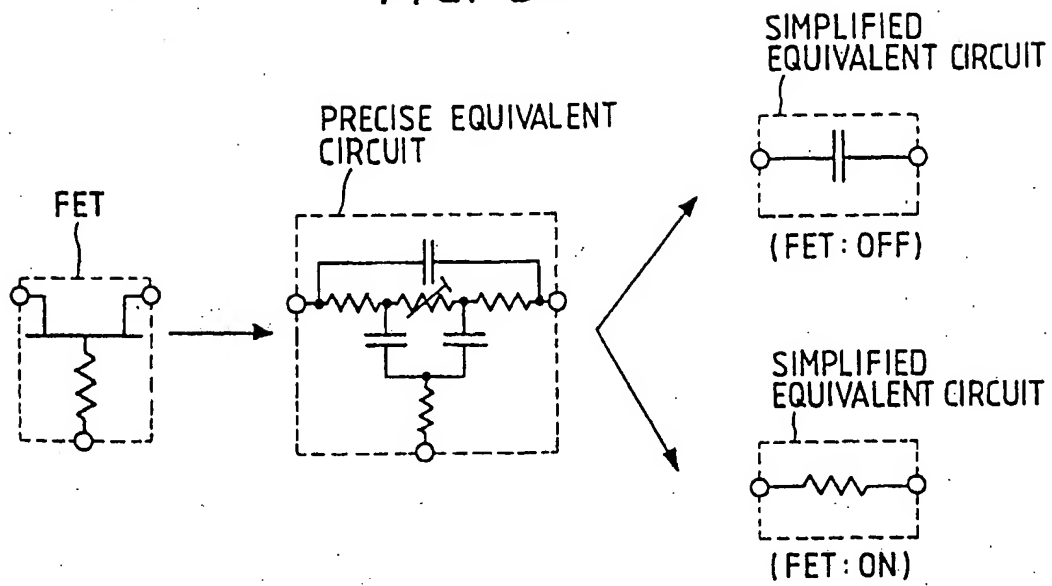 FET
PRECISE EQUIVALENT
CIRCUIT
SIMPLIFIED
EQUIVALENT CIRCUIT
(FET: OFF)
SIMPLIFIED
EQUIVALENT CIRCUIT
(FET: ON)